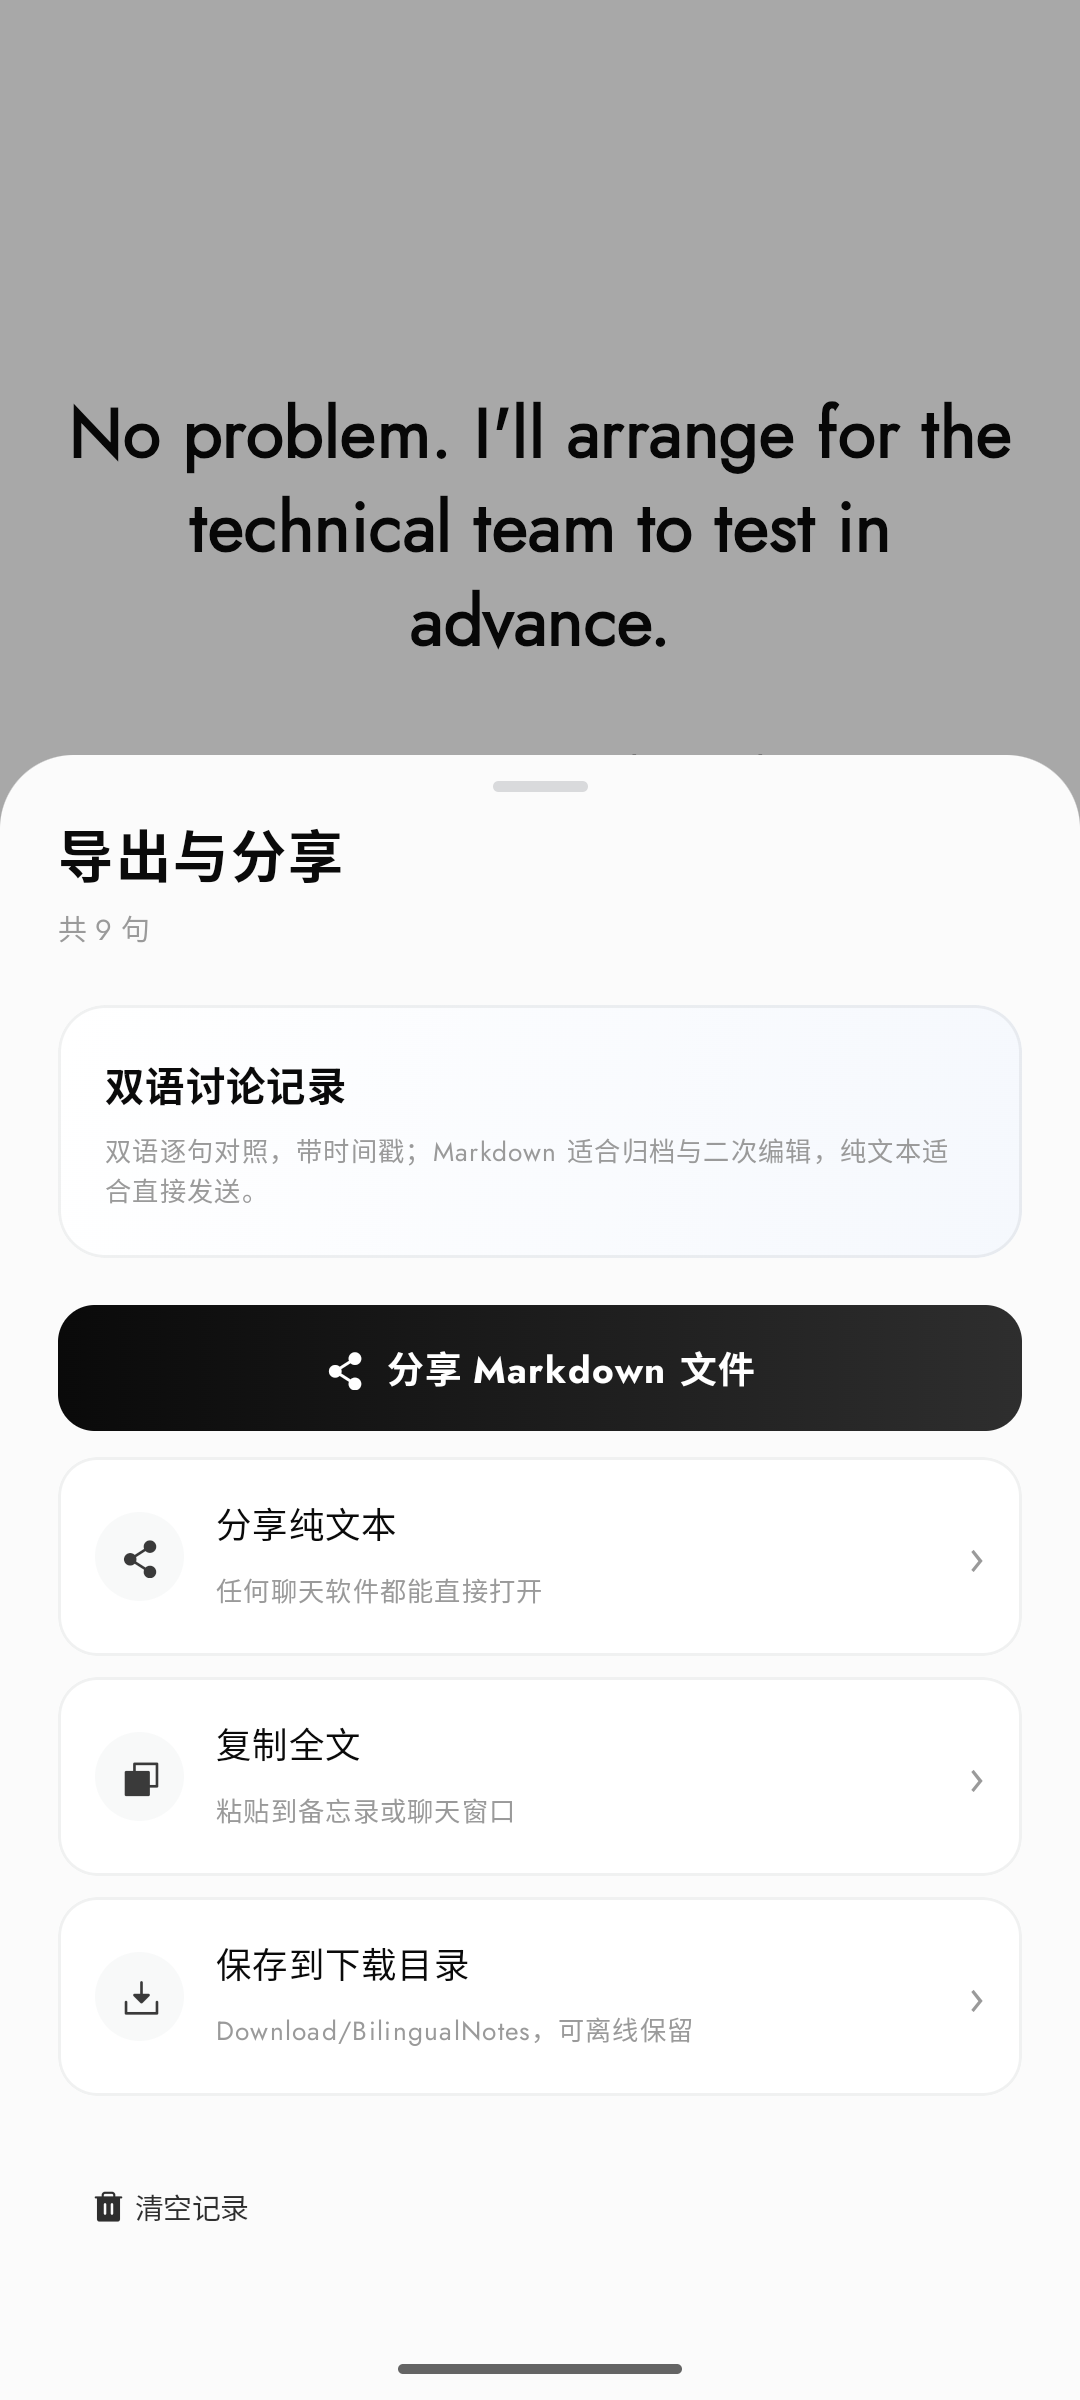 No problem. I'll arrange for the
technical team to test in
advance.
导出与分享
共 9 句
双语讨论记录
双语逐句对照，带时间戳；Markdown 适合归档与二次编辑，纯文本适
合直接发送。
分享 Markdown 文件
分享纯文本
任何聊天软件都能直接打开
复制全文
粘贴到备忘录或聊天窗口
保存到下载目录
Download/BilingualNotes，可离线保留
清空记录